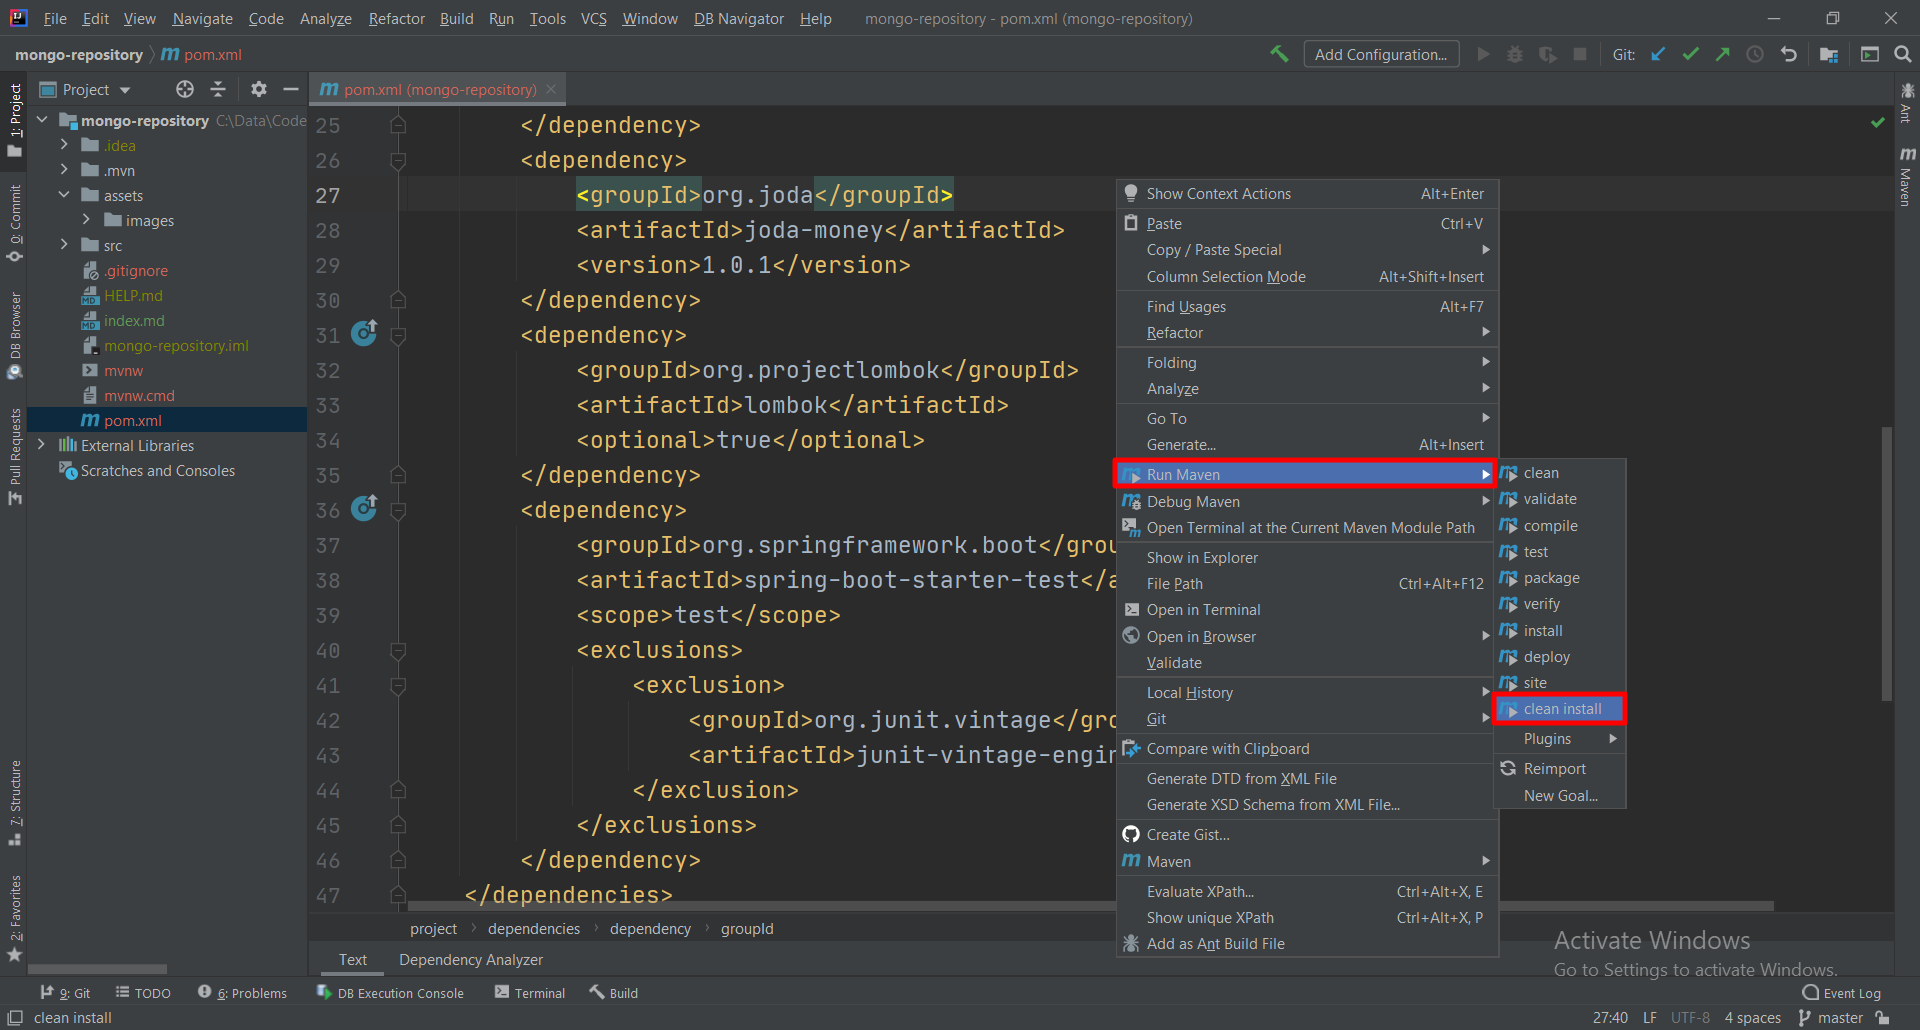 File Edit View Navigate Code Analyze Refactor Build Run Tools VCS Window DB Navigator Help mongo-repository - pom.xml (mongo-repository)
mongo-repository pom.xml
Add Configuration...
Git:
1: Project
0: Commit
DB Browser
Pull Requests
7: Structure
2: Favorites
Project
mongo-repository C:\Data\Code
.idea
.mvn
assets
images
src
.gitignore
HELP.md
index.md
mongo-repository.iml
mvnw
mvnw.cmd
pom.xml
External Libraries
Scratches and Consoles
pom.xml (mongo-repository)
25 </dependency>
26 <dependency>
27 <groupId>org.joda</groupId>
28 <artifactId>joda-money</artifactId>
29 <version>1.0.1</version>
30 </dependency>
31 <dependency>
32 <groupId>org.projectlombok</groupId>
33 <artifactId>lombok</artifactId>
34 <optional>true</optional>
35 </dependency>
36 <dependency>
37 <groupId>org.springframework.boot</grou
38 <artifactId>spring-boot-starter-test</a
39 <scope>test</scope>
40 <exclusions>
41 <exclusion>
42 <groupId>org.junit.vintage</gro
43 <artifactId>junit-vintage-engin
44 </exclusion>
45 </exclusions>
46 </dependency>
47 </dependencies>
Show Context Actions Alt+Enter
Paste Ctrl+V
Copy / Paste Special
Column Selection Mode Alt+Shift+Insert
Find Usages Alt+F7
Refactor
Folding
Analyze
Go To
Generate... Alt+Insert
Run Maven
Debug Maven
Open Terminal at the Current Maven Module Path
Show in Explorer
File Path Ctrl+Alt+F12
Open in Terminal
Open in Browser
Validate
Local History
Git
Compare with Clipboard
Generate DTD from XML File
Generate XSD Schema from XML File...
Create Gist...
Maven
Evaluate XPath... Ctrl+Alt+X, E
Show unique XPath Ctrl+Alt+X, P
Add as Ant Build File
clean
validate
compile
test
package
verify
install
deploy
site
clean install
Plugins
Reimport
New Goal...
Ant
Maven
project dependencies dependency groupId
Text Dependency Analyzer
Activate Windows
Go to Settings to activate Windows.
9: Git TODO 6: Problems DB Execution Console Terminal Build Event Log
clean install 27:40 LF UTF-8 4 spaces master